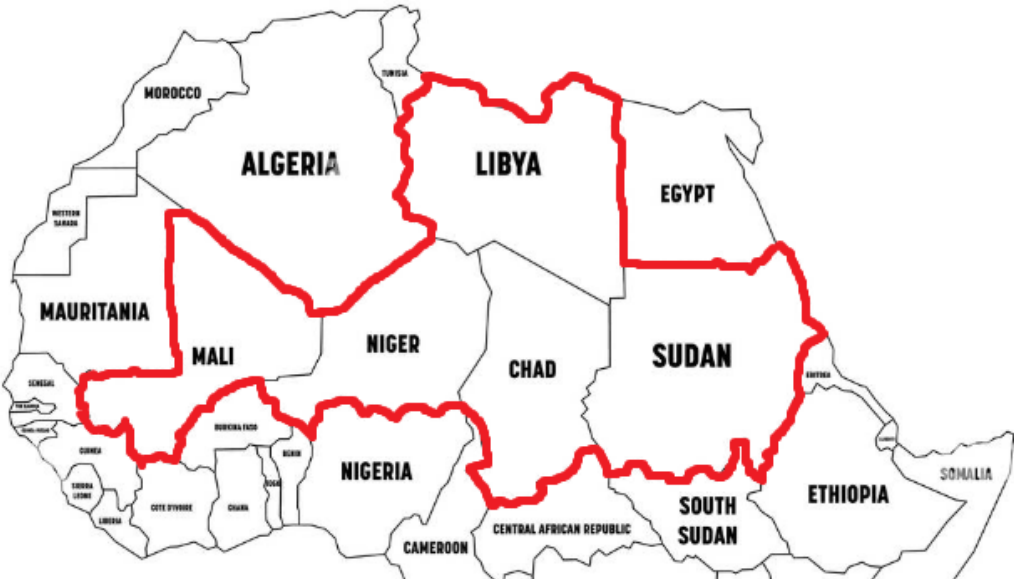 TUNISIA
MOROCCO
ALGERIA
LIBYA
EGYPT
WESTERN
SAHARA
MAURITANIA
MALI
NIGER
CHAD
SUDAN
ERITREA
SENEGAL
BURKINA FASO
GUINEA
BENIN
NIGERIA
TOGO
SIERRA
LEONE
LIBERIA
COTE D'IVOIRE
GHANA
CAMEROON
CENTRAL AFRICAN REPUBLIC
SOUTH
SUDAN
ETHIOPIA
SOMALIA